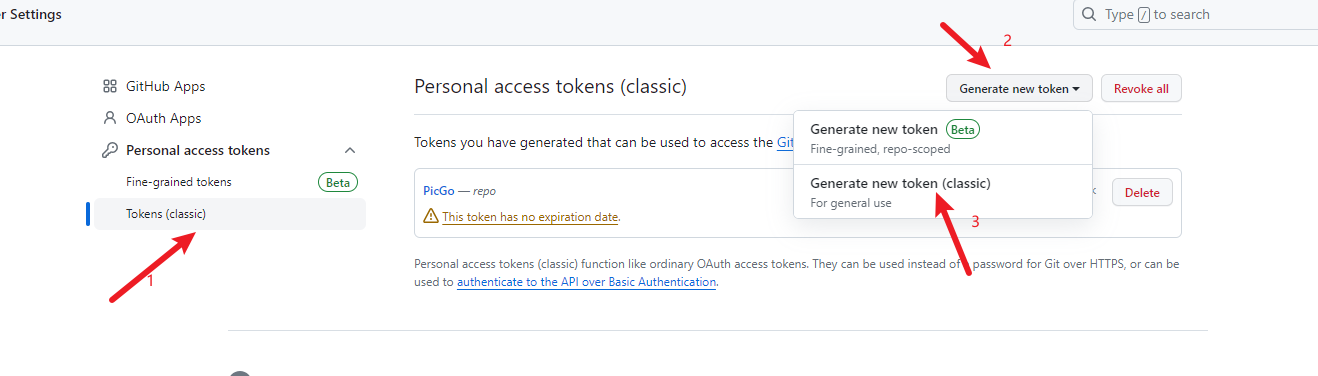 r Settings
Type / to search
2
GitHub Apps
OAuth Apps
Personal access tokens
Fine-grained tokens Beta
Tokens (classic)
1
Personal access tokens (classic)
Generate new token
Revoke all
Generate new token Beta
Fine-grained, repo-scoped
Generate new token (classic)
For general use
3
Tokens you have generated that can be used to access the Git
PicGo — repo
Delete
This token has no expiration date.
Personal access tokens (classic) function like ordinary OAuth access tokens. They can be used instead of password for Git over HTTPS, or can be
used to authenticate to the API over Basic Authentication.